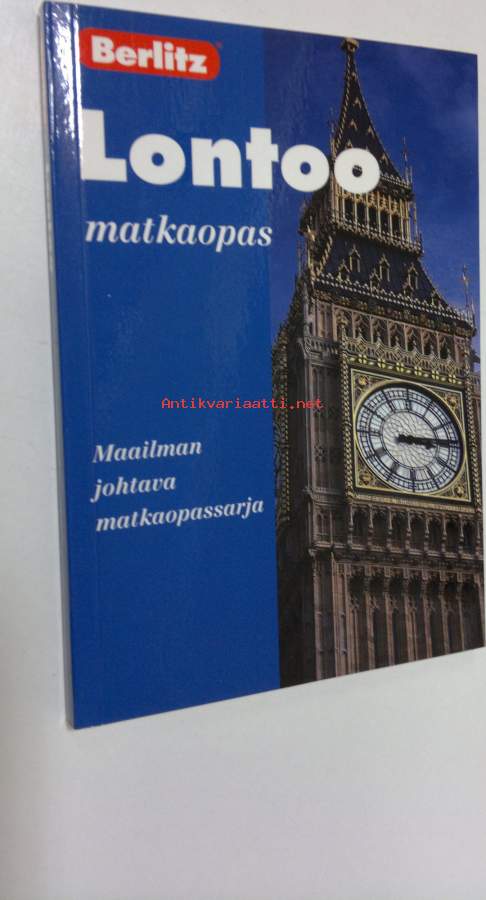 Berlitz
Lontoo
matkaopas
Antikvariaatti.net
Maailman
johtava
matkaopassarja